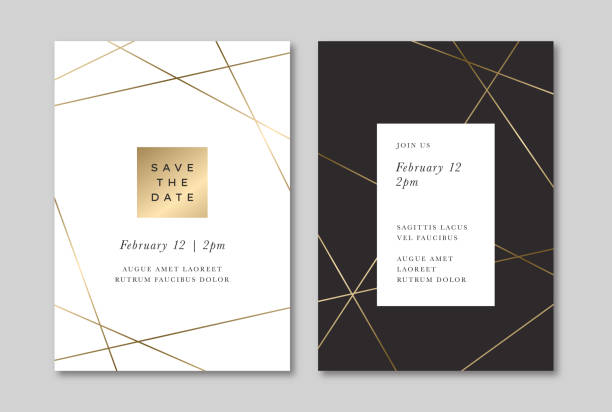 SAVE
THE
DATE
February 12 | 2pm
AUGUE AMET LAOREET
RUTRUM FAUCIBUS DOLOR
JOIN US
February 12
2pm
SAGITTIS LACUS
VEL FAUCIBUS
AUGUE AMET
LAOREET
RUTRUM DOLOR